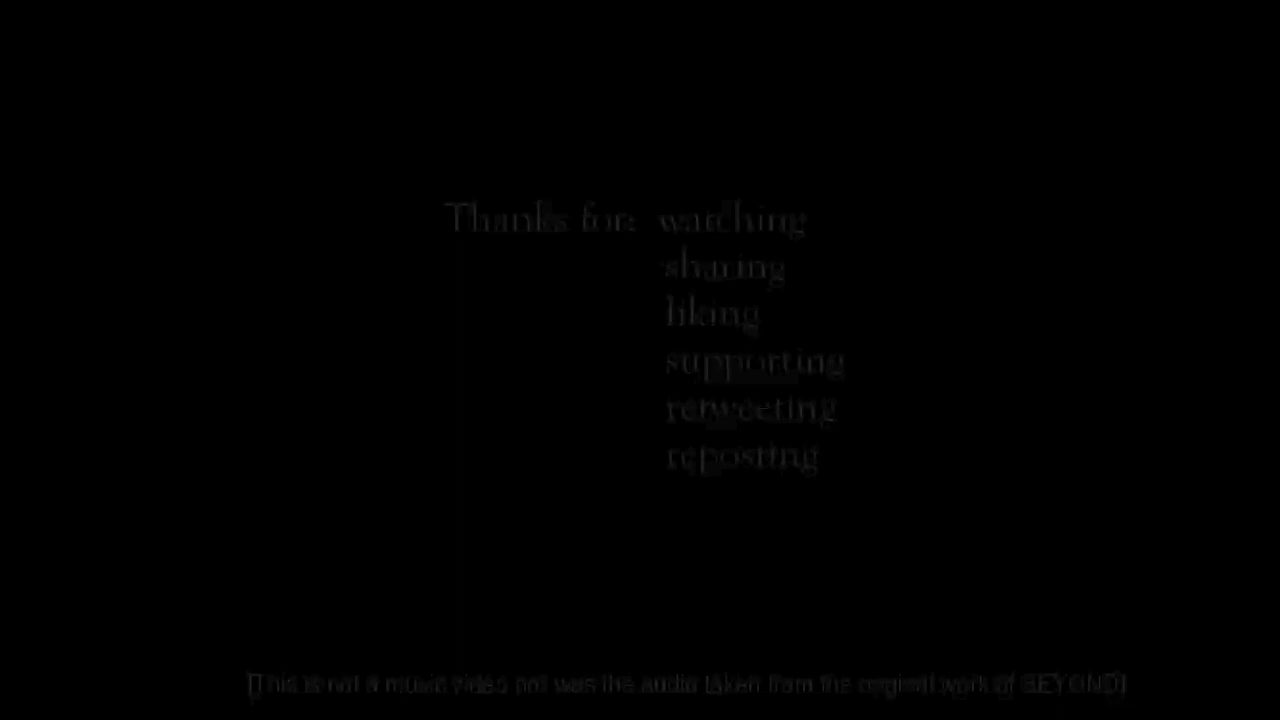 Thanks for: watching
sharing
liking
supporting
retweeting
reposting
[This is not a music video nor was the audio taken from the original work of BEYOND]